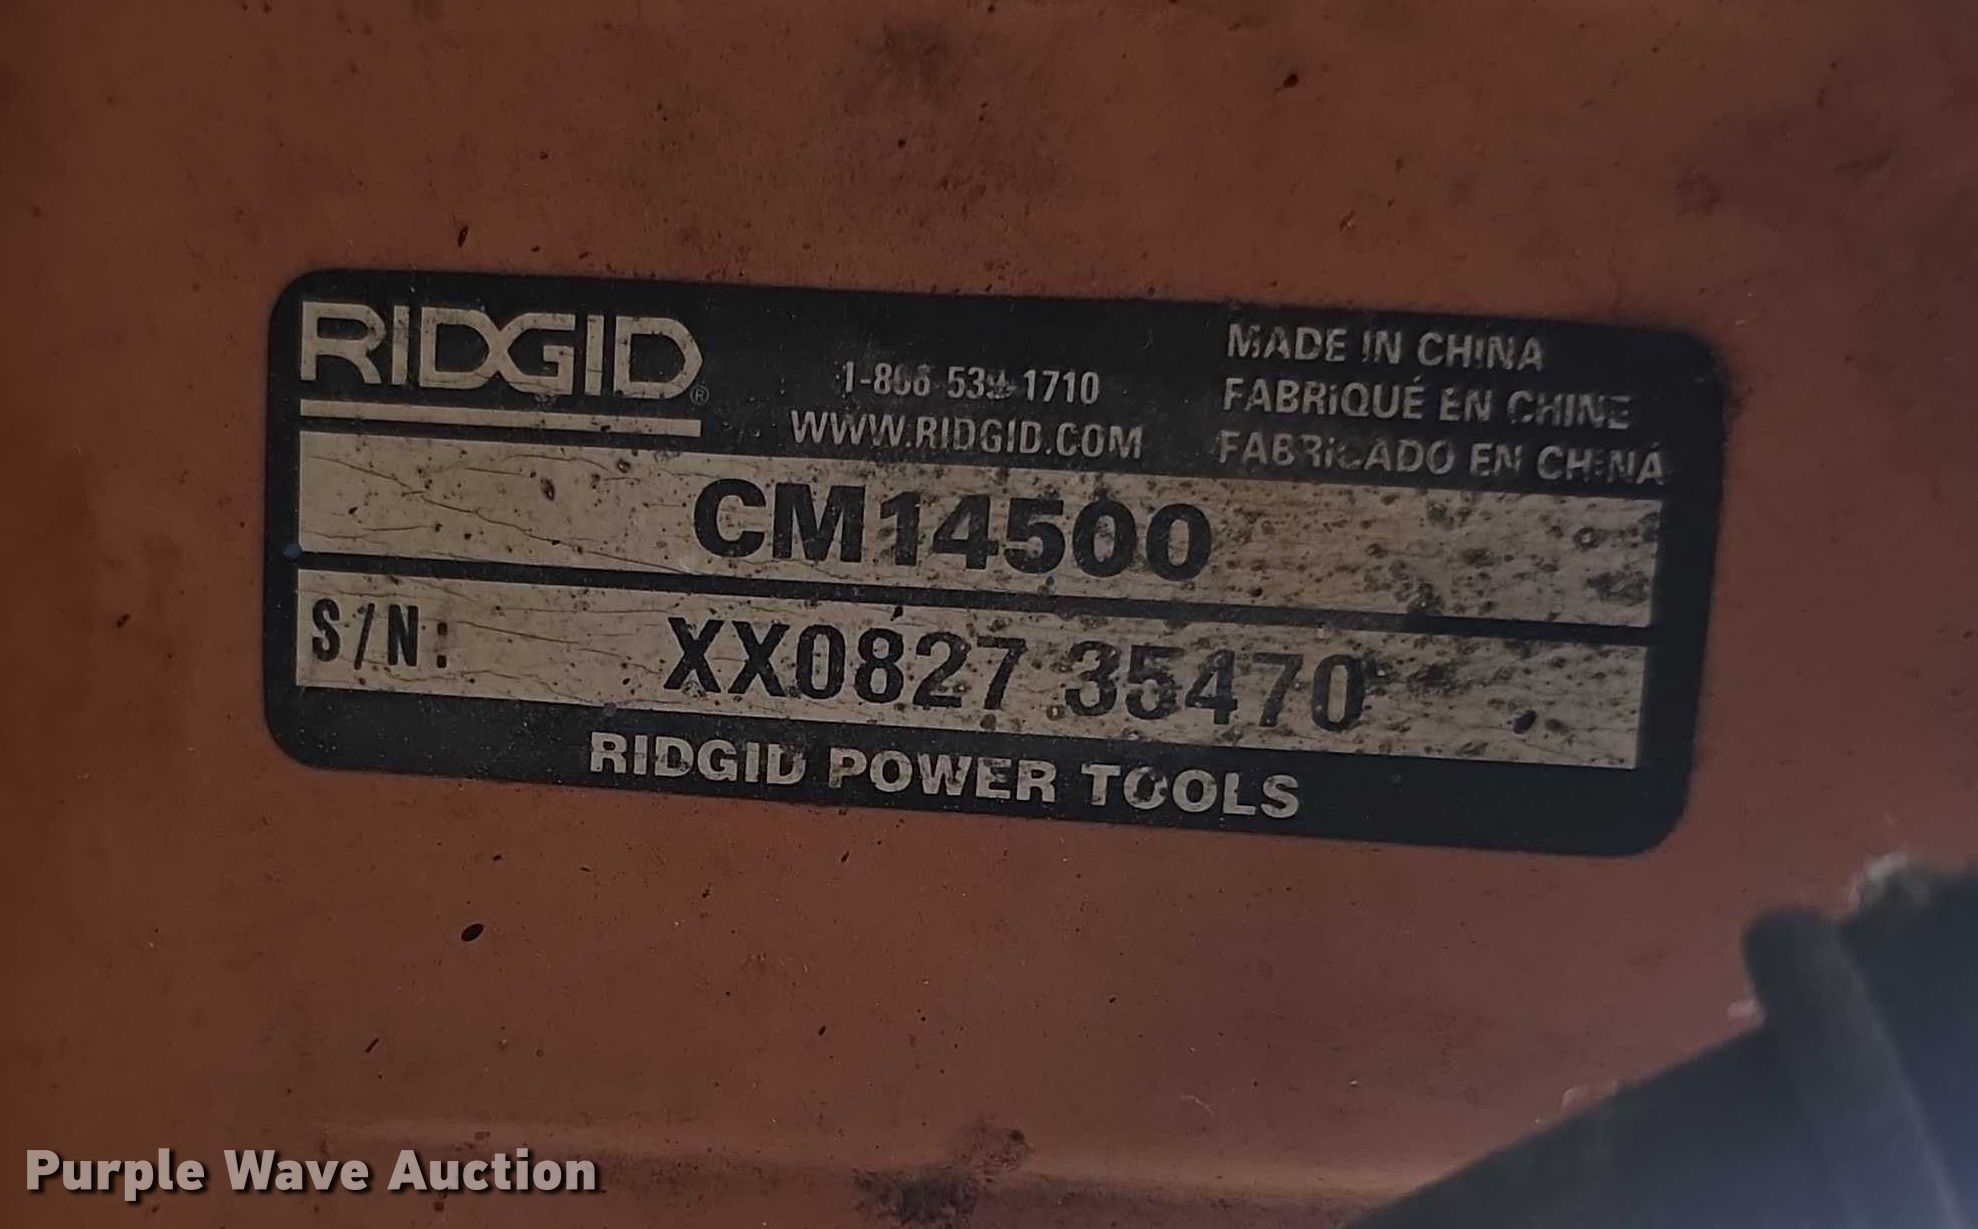 RIDGID®
1-866-539-1710
WWW.RIDGID.COM
MADE IN CHINA
FABRIQUÉ EN CHINE
FABRICADO EN CHINA
CM14500
S/N: XX0827 35470
RIDGID POWER TOOLS
Purple Wave Auction